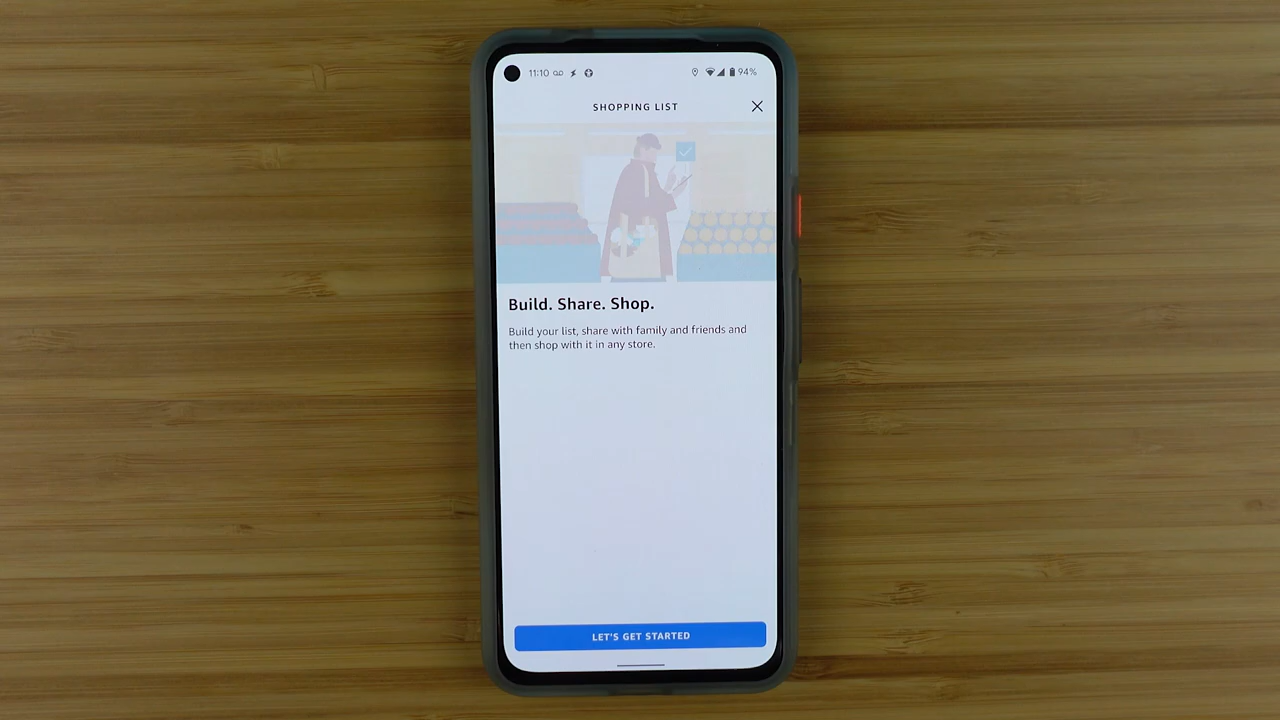 11:10 94%
SHOPPING LIST
Build. Share. Shop.
Build your list, share with family and friends and
then shop with it in any store.
LET'S GET STARTED